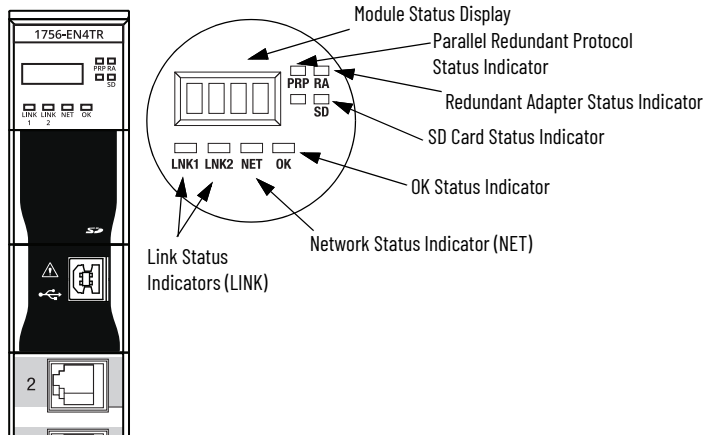 1756-EN4TR
PRP RA
SD
LINK LINK NET OK
1 2
2
Module Status Display
Parallel Redundant Protocol
Status Indicator
PRP RA
Redundant Adapter Status Indicator
SD
SD Card Status Indicator
LNK1 LNK2 NET OK
OK Status Indicator
Network Status Indicator (NET)
Link Status
Indicators (LINK)